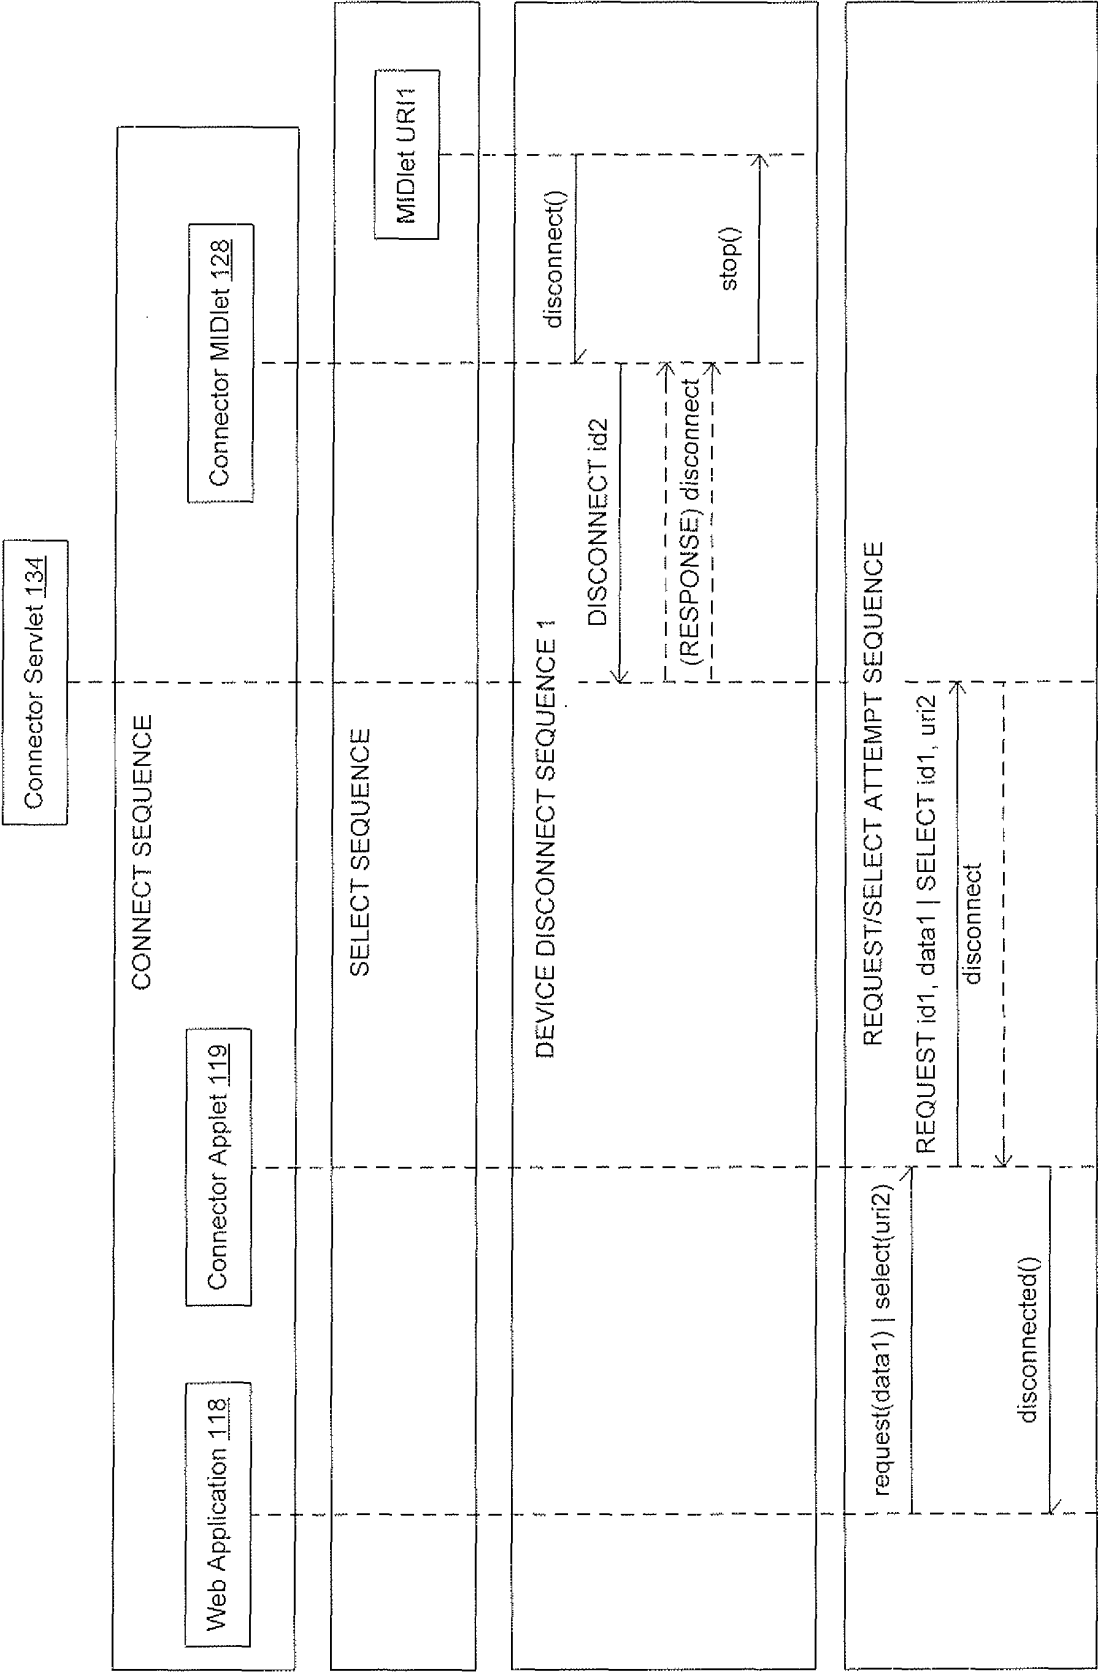 Connector Servlet 134
CONNECT SEQUENCE
Web Application 118
Connector Applet 119
Connector MIDlet 128
SELECT SEQUENCE
MIDlet URI1
DEVICE DISCONNECT SEQUENCE 1
disconnect()
DISCONNECT id2
(RESPONSE) disconnect
stop()
REQUEST/SELECT ATTEMPT SEQUENCE
request(data1) | select(uri2)
REQUEST id1, data1 | SELECT id1, uri2
disconnect
disconnected()